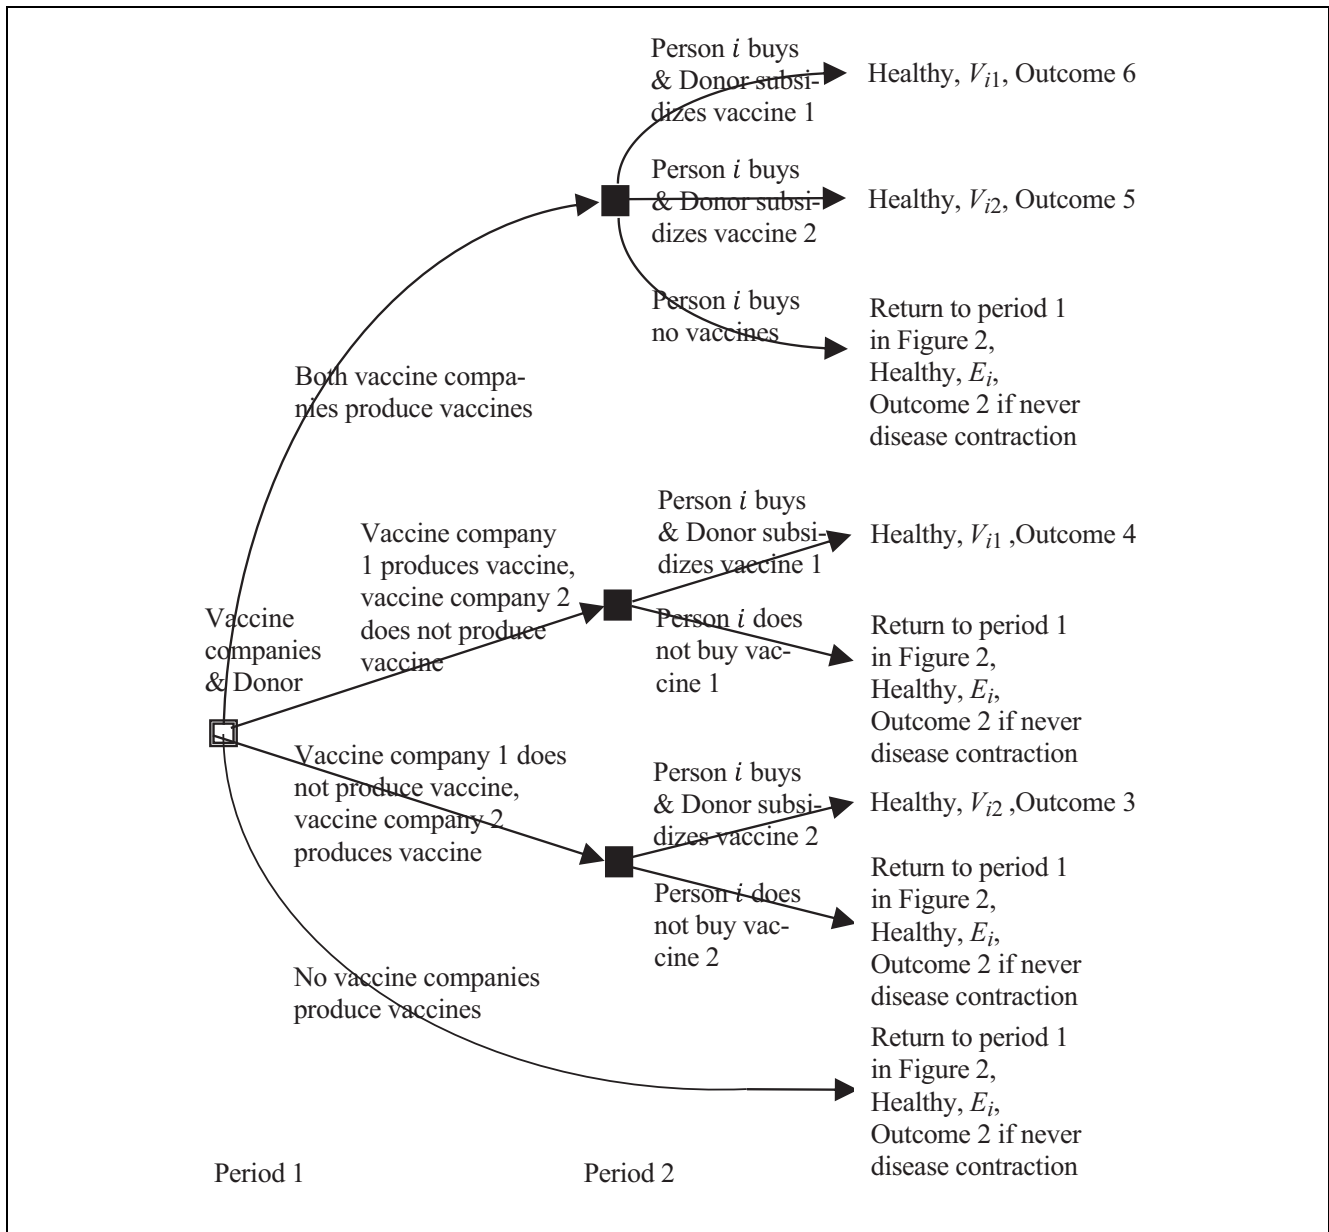 Person i buys
& Donor subsi-
dizes vaccine 1
Healthy, Vi1, Outcome 6
Person i buys
& Donor subsi-
dizes vaccine 2
Healthy, Vi2, Outcome 5
Person i buys
no vaccines
Return to period 1
in Figure 2,
Healthy, Ei,
Outcome 2 if never
disease contraction
Both vaccine compa-
nies produce vaccines
Vaccine company
1 produces vaccine,
vaccine company 2
does not produce
vaccine
Person i buys
& Donor subsi-
dizes vaccine 1
Healthy, Vi1 ,Outcome 4
Person i does
not buy vac-
cine 1
Return to period 1
in Figure 2,
Healthy, Ei,
Outcome 2 if never
disease contraction
Vaccine
companies
& Donor
Vaccine company 1 does
not produce vaccine,
vaccine company 2
produces vaccine
Person i buys
& Donor subsi-
dizes vaccine 2
Healthy, Vi2 ,Outcome 3
Person i does
not buy vac-
cine 2
Return to period 1
in Figure 2,
Healthy, Ei,
Outcome 2 if never
disease contraction
No vaccine companies
produce vaccines
Return to period 1
in Figure 2,
Healthy, Ei,
Outcome 2 if never
disease contraction
Period 1
Period 2